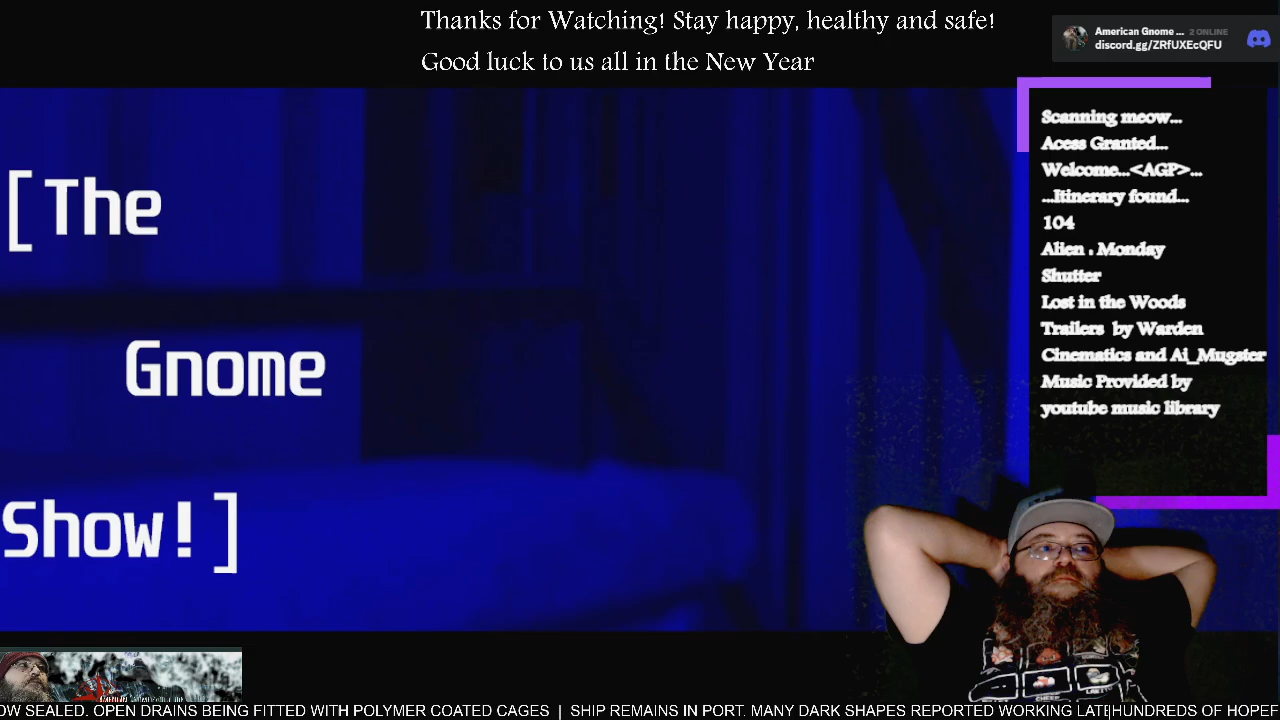 Thanks for Watching! Stay happy, healthy and safe!
Good luck to us all in the New Year
American Gnome ... 2 ONLINE
discord.gg/ZRfUXEcQFU
[The
Gnome
Show!]
Scanning meow...
Acess Granted...
Welcome...<AGP>...
...Itinerary found...
104
Alien . Monday
Shutter
Lost in the Woods
Trailers by Warden
Cinematics and Ai_Mugster
Music Provided by
youtube music library
OW SEALED. OPEN DRAINS BEING FITTED WITH POLYMER COATED CAGES | SHIP REMAINS IN PORT. MANY DARK SHAPES REPORTED WORKING LATE|HUNDREDS OF HOPEF